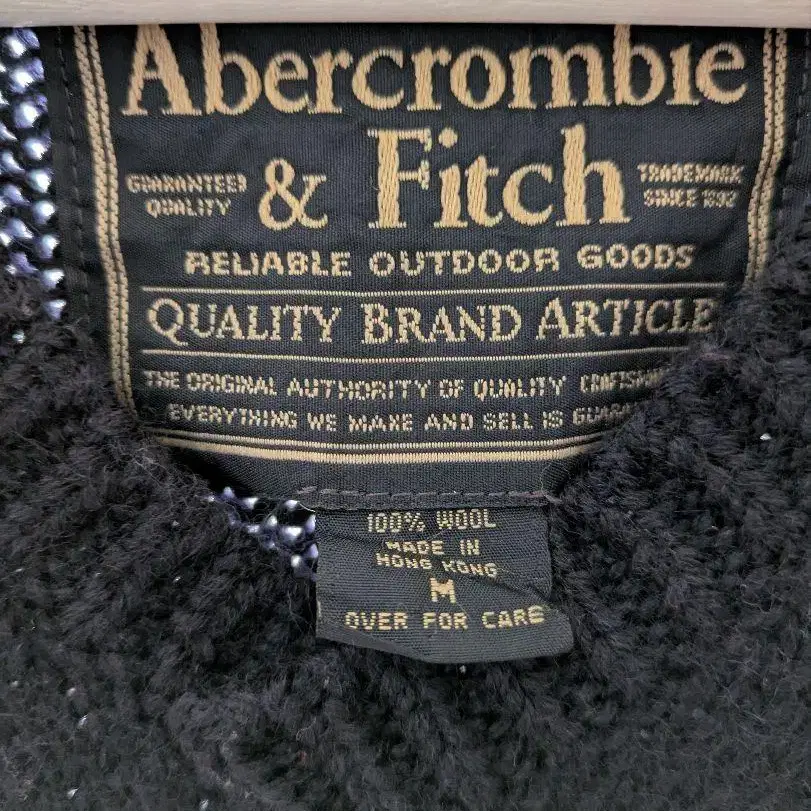 Abercrombie
& Fitch
GUARANTEED
QUALITY
TRADEMARK
SINCE 1892
RELIABLE OUTDOOR GOODS
QUALITY BRAND ARTICLE
THE ORIGINAL AUTHORITY OF QUALITY
EVERYTHING WE MAKE AND SELL IS
100% WOOL
MADE IN
HONG KONG
M
OVER FOR CARE